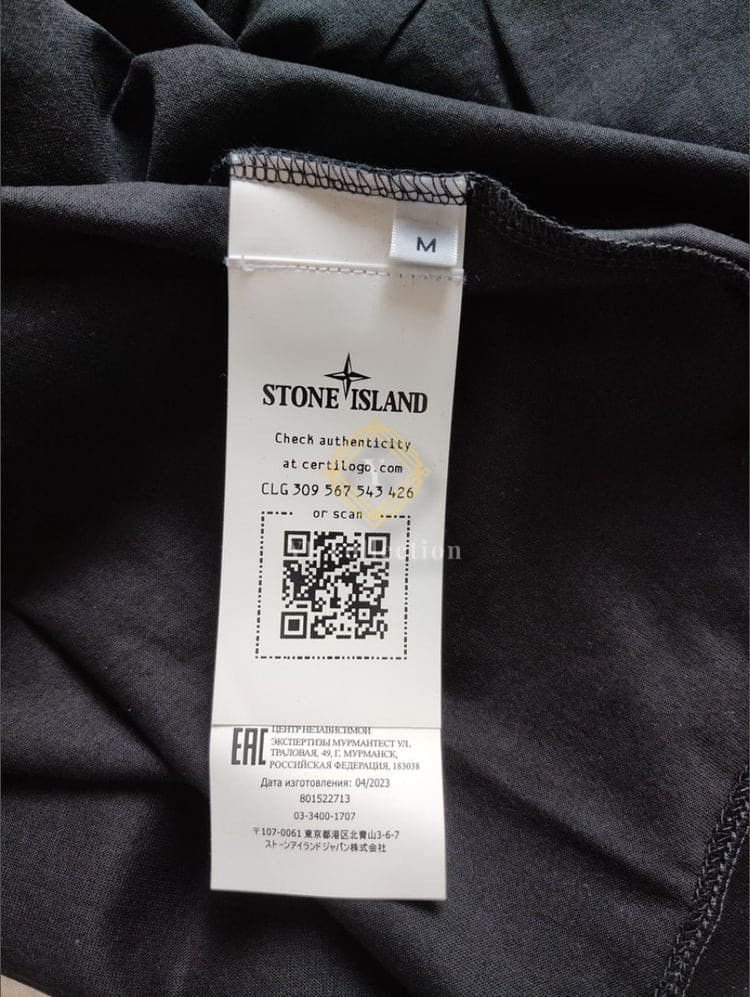 M
STONE ISLAND
Check authenticity
at certilogo.com
CLG 309 567 543 426
or scan
Y
collection
EAC
ЦЕНТР НЕЗАВИСИМОЙ
ЭКСПЕРТИЗЫ МУРМАНТЕСТ УЛ,
ТРАЛОВАЯ, 49, Г. МУРМАНСК,
РОССИЙСКАЯ ФЕДЕРАЦИЯ, 183038
Дата изготовления: 04/2023
801522713
03-3400-1707
〒107-0061 東京都港区北青山3-6-7
ストーンアイランドジャパン株式会社